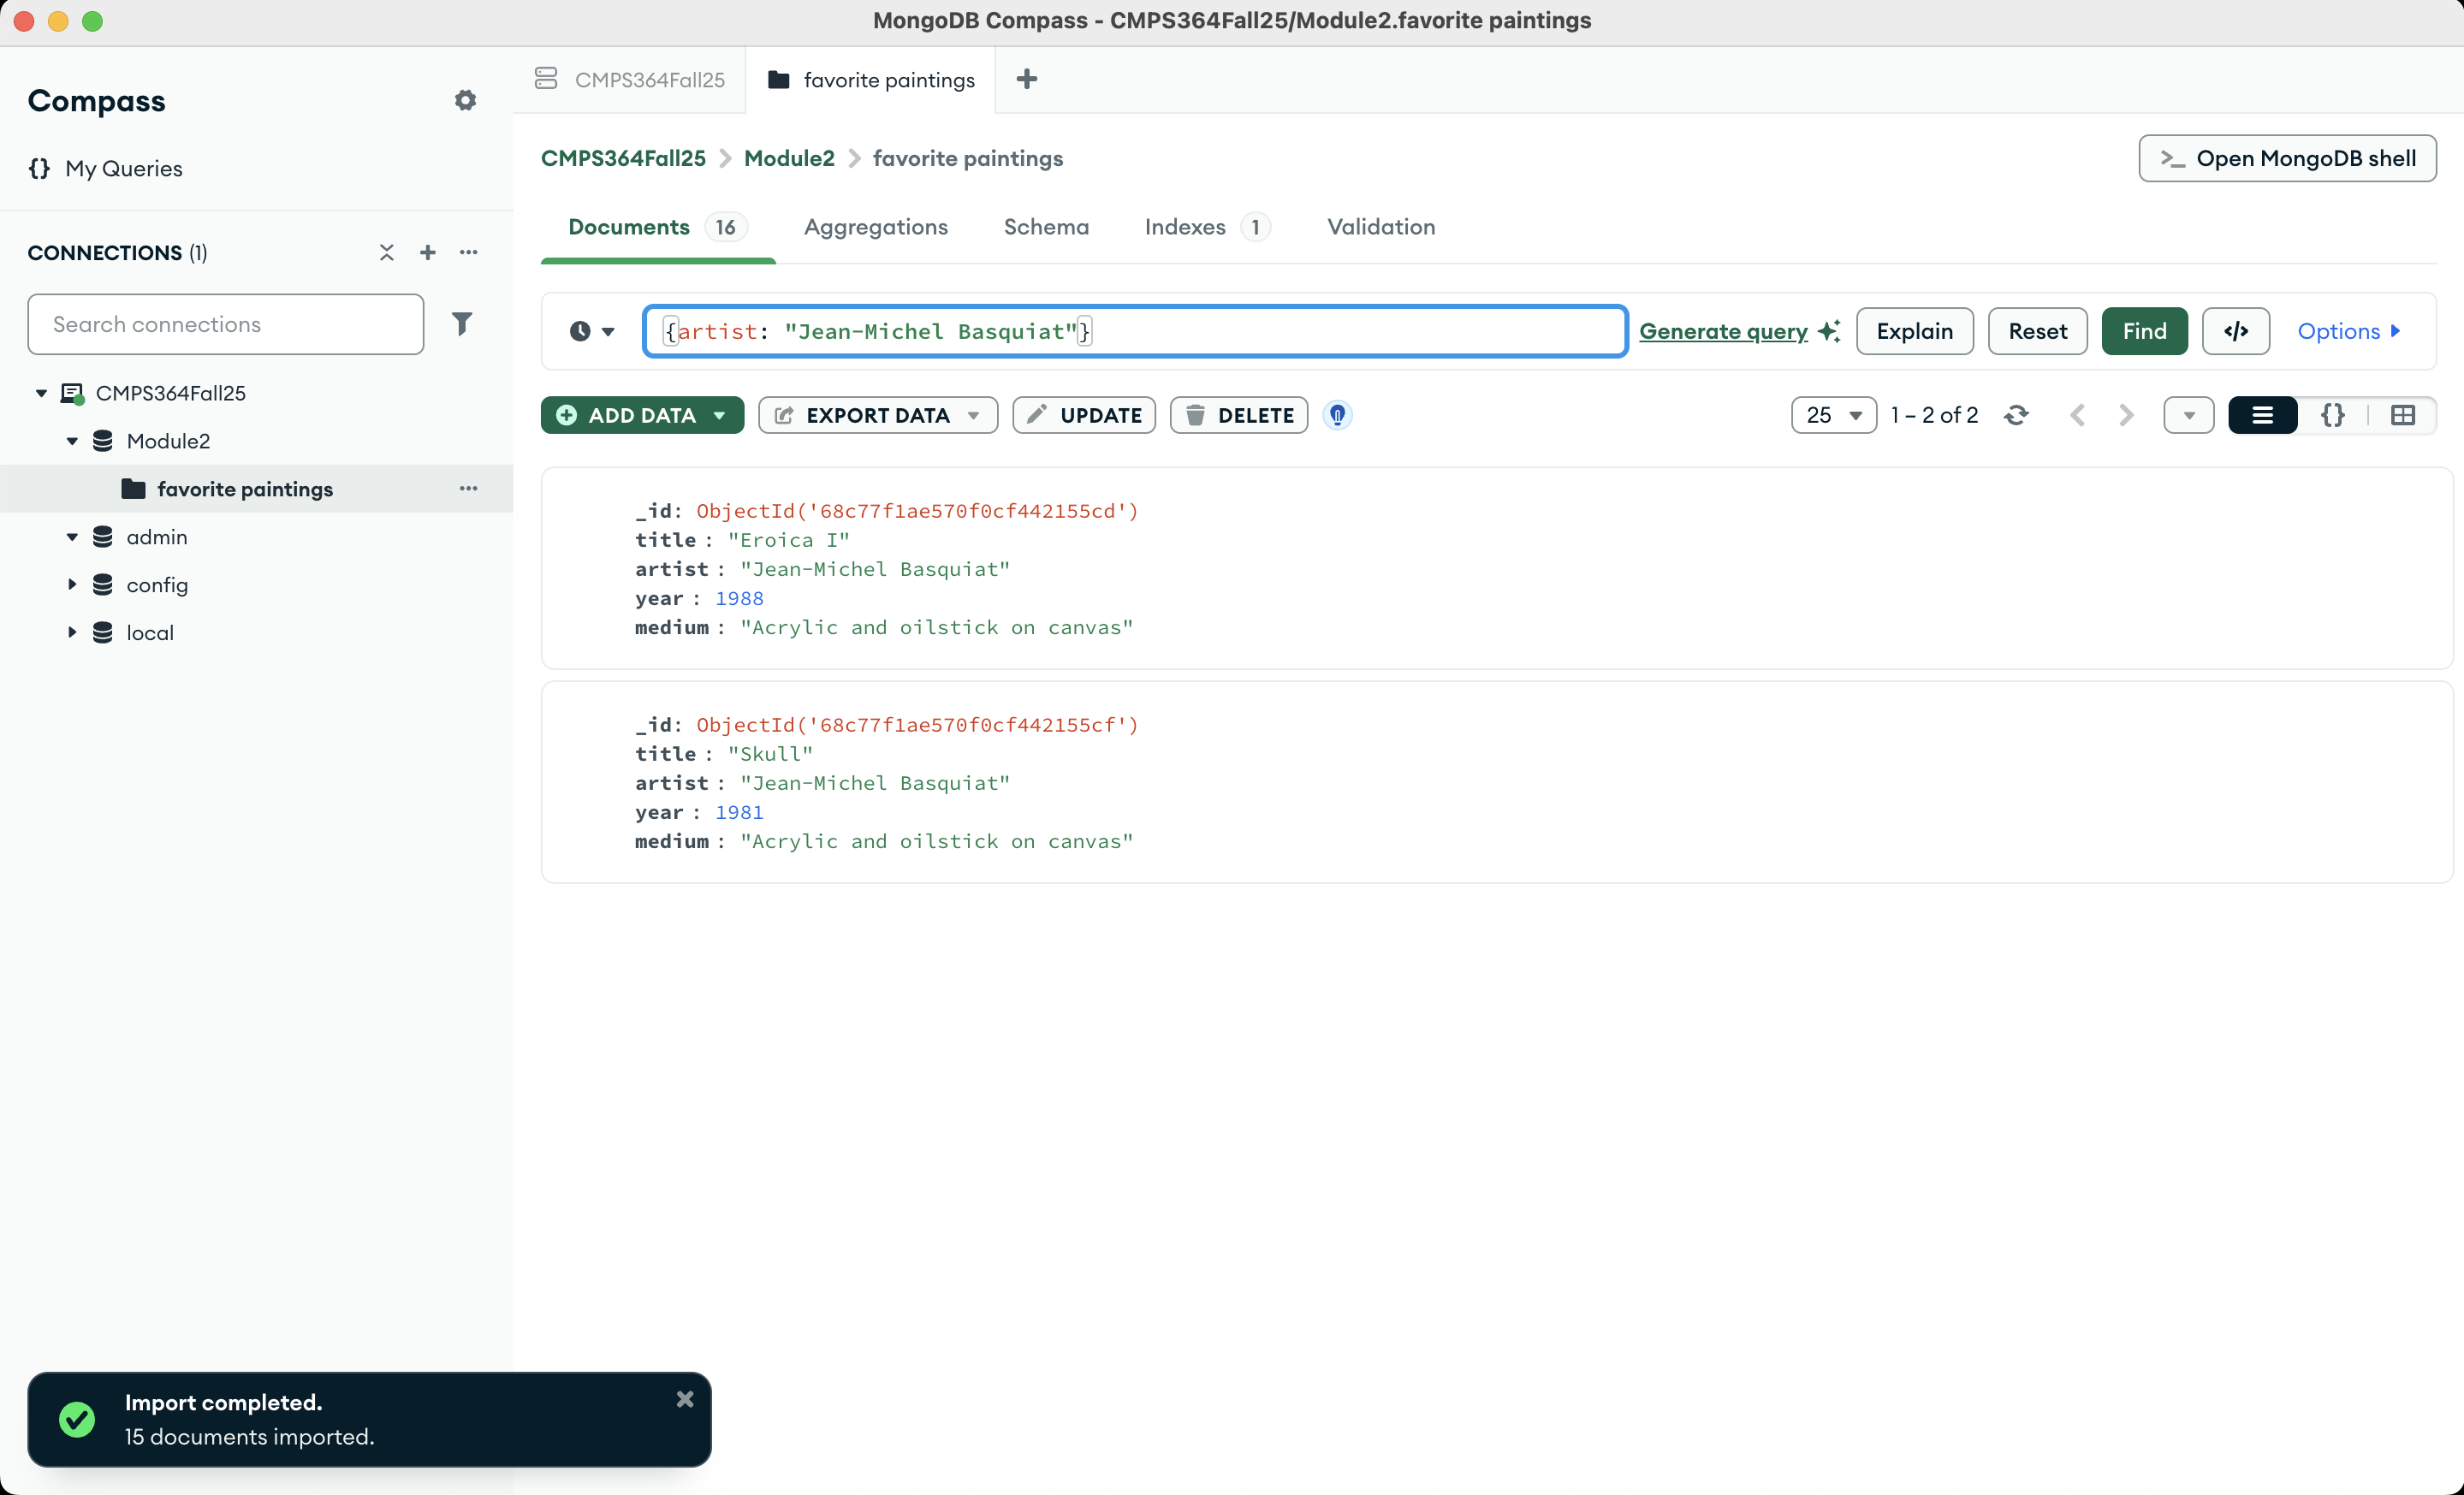 MongoDB Compass - CMPS364Fall25/Module2.favorite paintings
Compass
{} My Queries
CONNECTIONS (1)
Search connections
CMPS364Fall25
Module2
favorite paintings
admin
config
local
CMPS364Fall25
favorite paintings
CMPS364Fall25 > Module2 > favorite paintings
>_ Open MongoDB shell
Documents 16 Aggregations Schema Indexes 1 Validation
{artist: "Jean-Michel Basquiat"} Generate query Explain Reset Find </> Options
ADD DATA EXPORT DATA UPDATE DELETE 25 1 – 2 of 2 {}
_id: ObjectId('68c77f1ae570f0cf442155cd')
title : "Eroica I"
artist : "Jean-Michel Basquiat"
year : 1988
medium : "Acrylic and oilstick on canvas"
_id: ObjectId('68c77f1ae570f0cf442155cf')
title : "Skull"
artist : "Jean-Michel Basquiat"
year : 1981
medium : "Acrylic and oilstick on canvas"
Import completed.
15 documents imported.